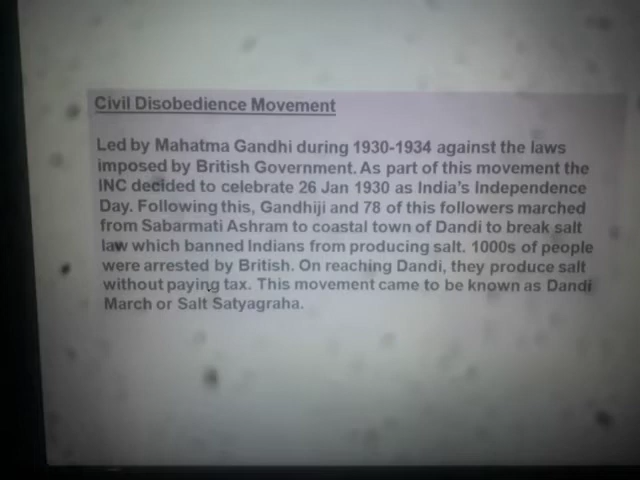 Civil Disobedience Movement
Led by Mahatma Gandhi during 1930-1934 against the laws
imposed by British Government. As part of this movement the
INC decided to celebrate 26 Jan 1930 as India's Independence
Day. Following this, Gandhiji and 78 of this followers marched
from Sabarmati Ashram to coastal town of Dandi to break salt
law which banned Indians from producing salt. 1000s of people
were arrested by British. On reaching Dandi, they produce salt
without paying tax. This movement came to be known as Dandi
March or Salt Satyagraha.